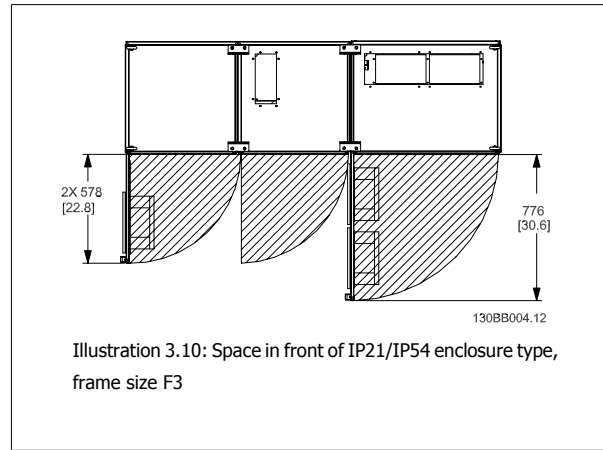 2X 578
[22.8]
776
[30.6]
130BB004.12
Illustration 3.10: Space in front of IP21/IP54 enclosure type,
frame size F3